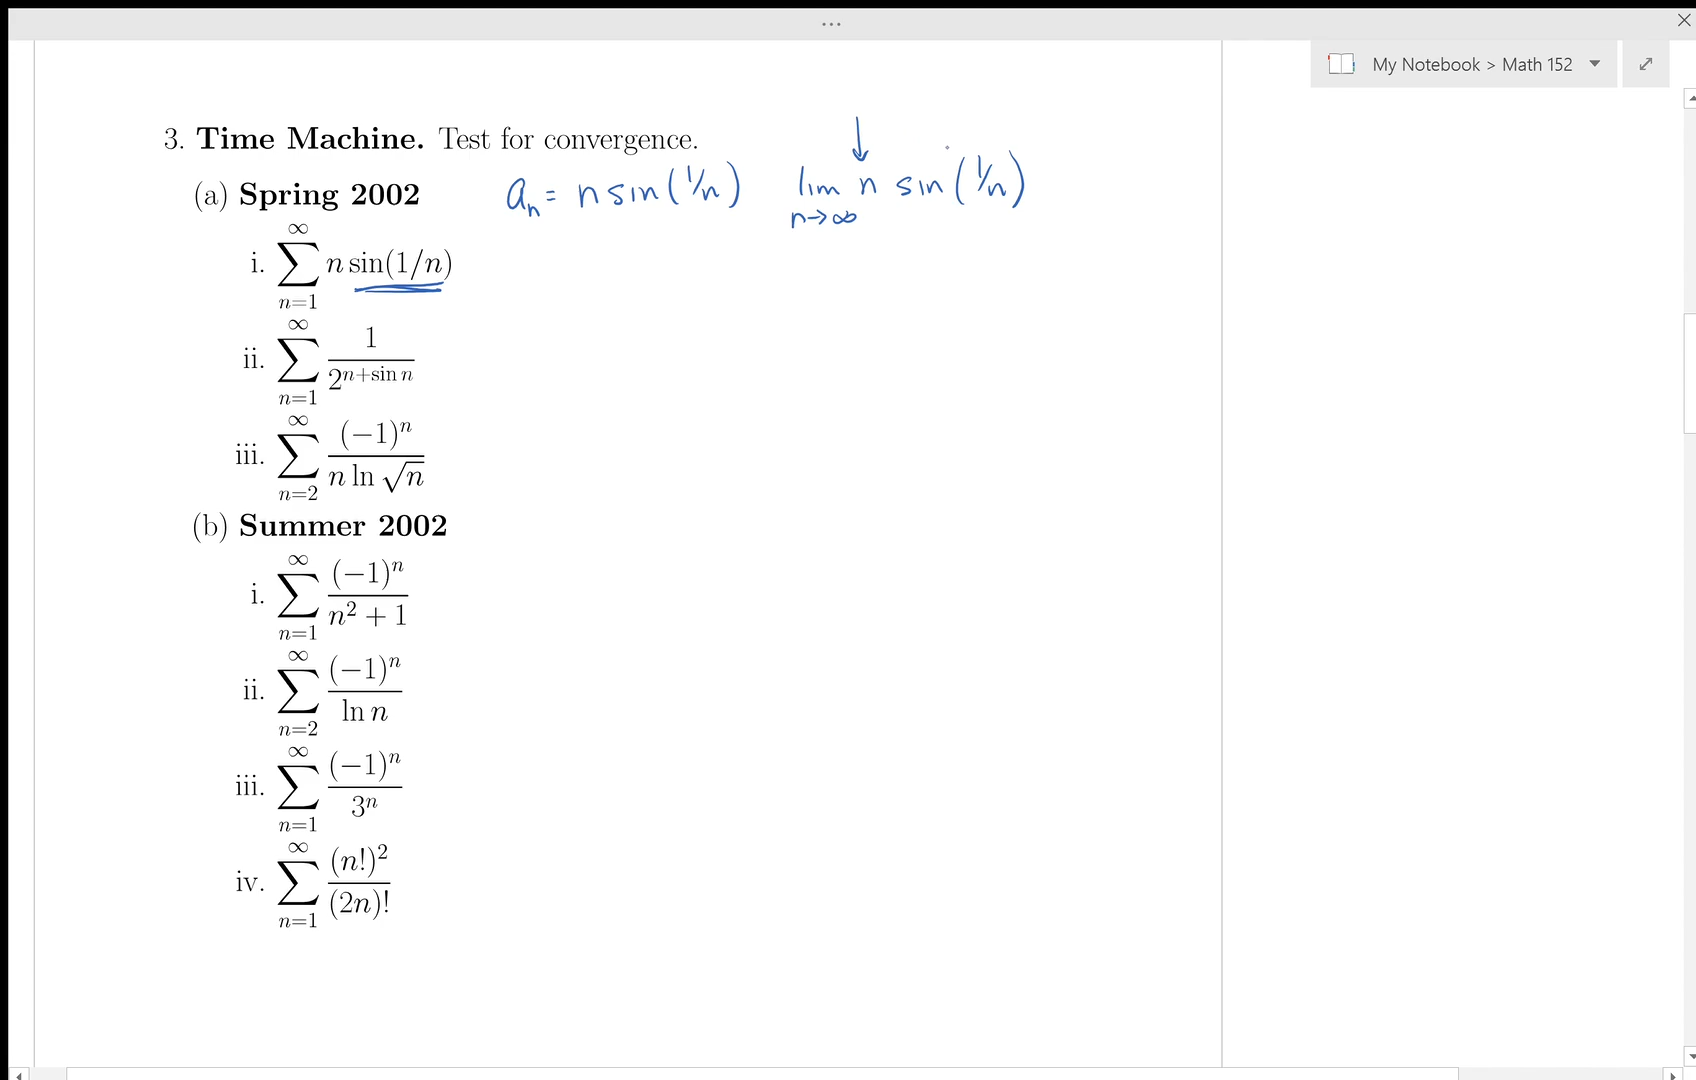 ...
My Notebook > Math 152
3. Time Machine. Test for convergence.
(a) Spring 2002
aₙ = n sin(1/n)   lim n→∞ n sin(1/n)
i. ∑_{n=1}^{∞} n sin(1/n)
ii. ∑_{n=1}^{∞} 1/2^{n+sin n}
iii. ∑_{n=2}^{∞} (−1)^n/(n ln √n)
(b) Summer 2002
i. ∑_{n=1}^{∞} (−1)^n/(n² + 1)
ii. ∑_{n=2}^{∞} (−1)^n/(ln n)
iii. ∑_{n=1}^{∞} (−1)^n/3^n
iv. ∑_{n=1}^{∞} (n!)²/(2n)!